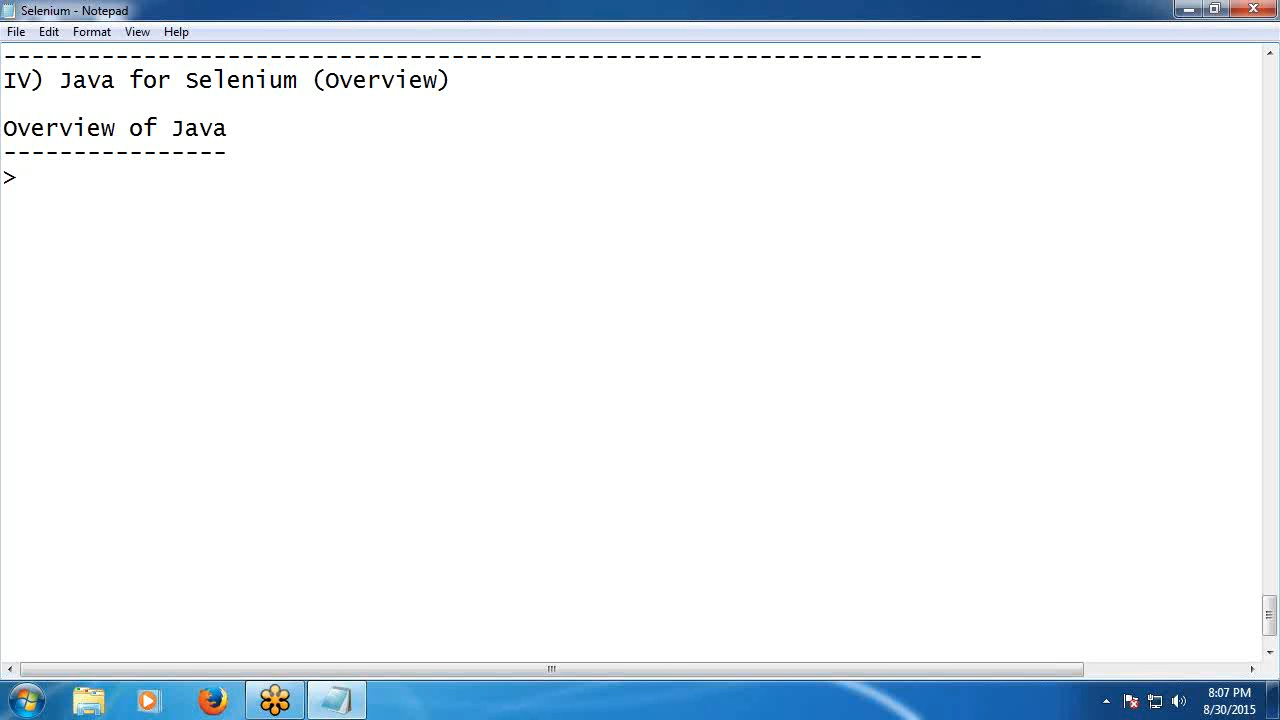 Selenium - Notepad
File Edit Format View Help
----------------------------------------------------------------------
IV) Java for Selenium (Overview)
Overview of Java
----------------
>
8:07 PM
8/30/2015